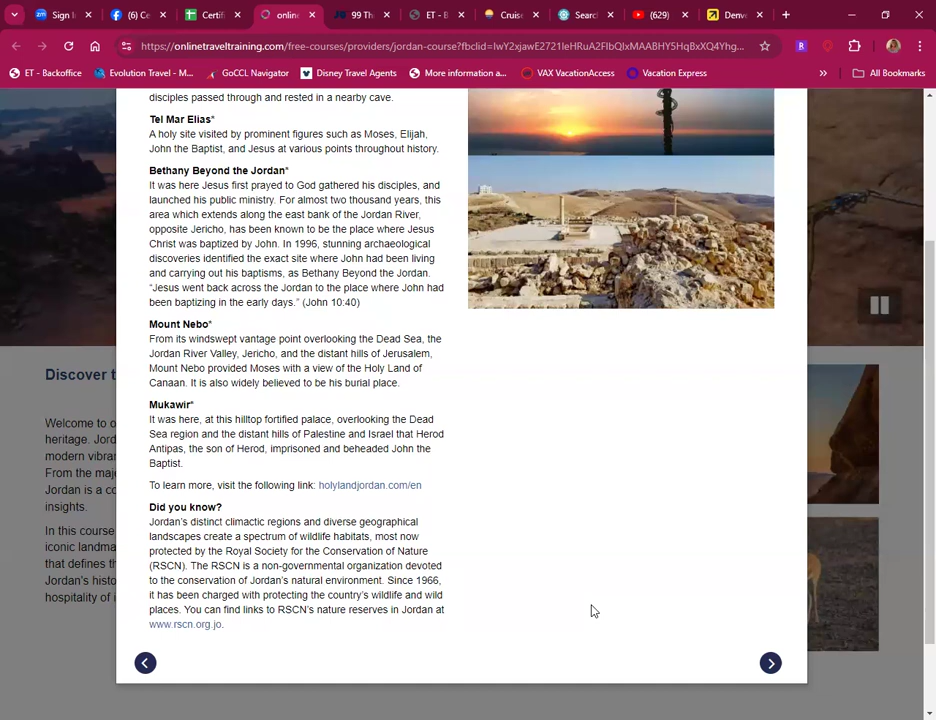 Sign I
(6) Ce
Certif
onlin
99 Thi
ET - B
Cruise
Searc
(629)
Denve
https://onlinetraveltraining.com/free-courses/providers/jordan-course?fbclid=IwY2xjawE2721leHRuA2FlbQIxMAABHY5HqBxXQ4Yhg...
ET - Backoffice
Evolution Travel - M...
GoCCL Navigator
Disney Travel Agents
More information a...
VAX VacationAccess
Vacation Express
All Bookmarks
disciples passed through and rested in a nearby cave.
Tel Mar Elias*
A holy site visited by prominent figures such as Moses, Elijah,
John the Baptist, and Jesus at various points throughout history.
Bethany Beyond the Jordan*
It was here Jesus first prayed to God gathered his disciples, and
launched his public ministry. For almost two thousand years, this
area which extends along the east bank of the Jordan River,
opposite Jericho, has been known to be the place where Jesus
Christ was baptized by John. In 1996, stunning archaeological
discoveries identified the exact site where John had been living
and carrying out his baptisms, as Bethany Beyond the Jordan.
“Jesus went back across the Jordan to the place where John had
been baptizing in the early days.” (John 10:40)
Mount Nebo*
From its windswept vantage point overlooking the Dead Sea, the
Jordan River Valley, Jericho, and the distant hills of Jerusalem,
Mount Nebo provided Moses with a view of the Holy Land of
Canaan. It is also widely believed to be his burial place.
Mukawir*
It was here, at this hilltop fortified palace, overlooking the Dead
Sea region and the distant hills of Palestine and Israel that Herod
Antipas, the son of Herod, imprisoned and beheaded John the
Baptist.
To learn more, visit the following link: holylandjordan.com/en
Did you know?
Jordan’s distinct climactic regions and diverse geographical
landscapes create a spectrum of wildlife habitats, most now
protected by the Royal Society for the Conservation of Nature
(RSCN). The RSCN is a non-governmental organization devoted
to the conservation of Jordan’s natural environment. Since 1966,
it has been charged with protecting the country’s wildlife and wild
places. You can find links to RSCN’s nature reserves in Jordan at
www.rscn.org.jo.
Discover t
Welcome to o
heritage. Jord
modern vibrar
From the maje
Jordan is a co
insights.
In this course
iconic landma
that defines th
Jordan's histo
hospitality of i